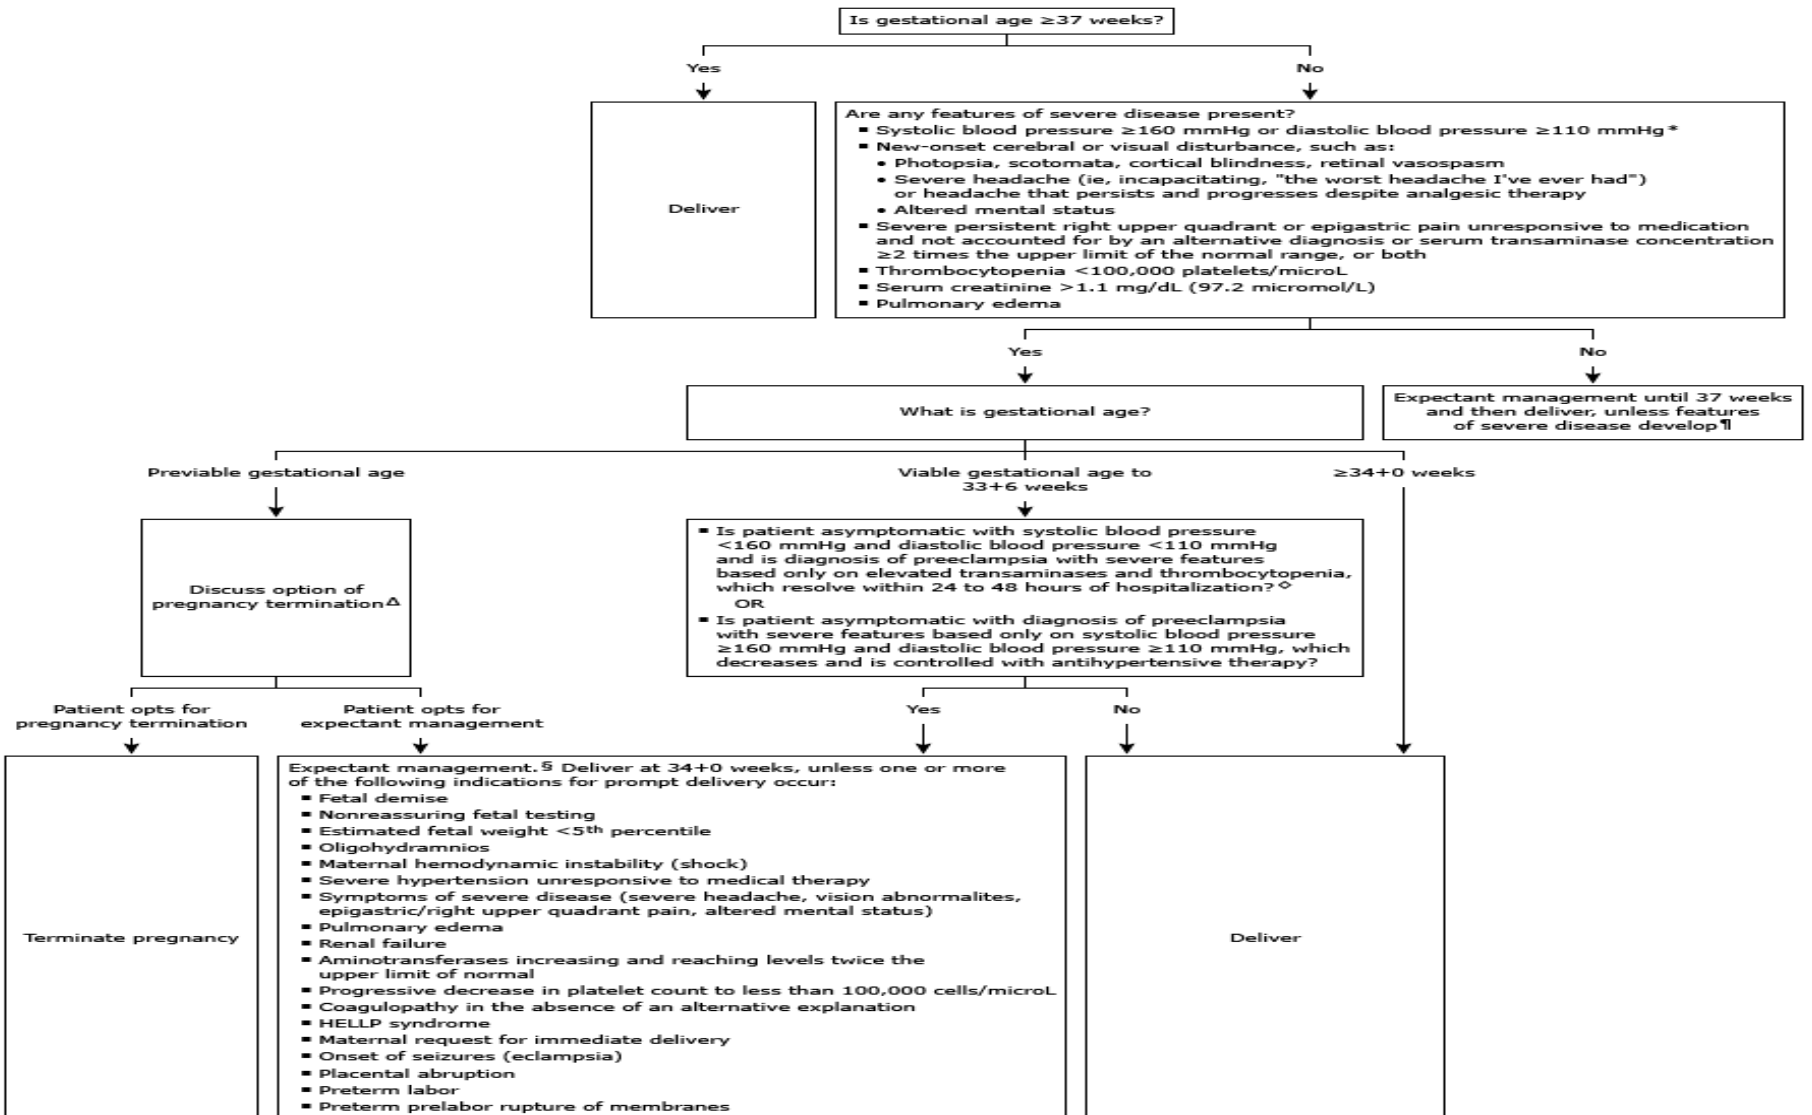 Is gestational age ≥37 weeks?
Yes
No
Deliver
Are any features of severe disease present?
▪ Systolic blood pressure ≥160 mmHg or diastolic blood pressure ≥110 mmHg*
▪ New-onset cerebral or visual disturbance, such as:
• Photopsia, scotomata, cortical blindness, retinal vasospasm
• Severe headache (ie, incapacitating, "the worst headache I've ever had")
or headache that persists and progresses despite analgesic therapy
• Altered mental status
▪ Severe persistent right upper quadrant or epigastric pain unresponsive to medication
and not accounted for by an alternative diagnosis or serum transaminase concentration
≥2 times the upper limit of the normal range, or both
▪ Thrombocytopenia <100,000 platelets/microL
▪ Serum creatinine >1.1 mg/dL (97.2 micromol/L)
▪ Pulmonary edema
Yes
No
What is gestational age?
Expectant management until 37 weeks
and then deliver, unless features
of severe disease develop¶
Previable gestational age
Viable gestational age to
33+6 weeks
≥34+0 weeks
Discuss option of
pregnancy terminationΔ
▪ Is patient asymptomatic with systolic blood pressure
<160 mmHg and diastolic blood pressure <110 mmHg
and is diagnosis of preeclampsia with severe features
based only on elevated transaminases and thrombocytopenia,
which resolve within 24 to 48 hours of hospitalization?◇
OR
▪ Is patient asymptomatic with diagnosis of preeclampsia
with severe features based only on systolic blood pressure
≥160 mmHg and diastolic blood pressure ≥110 mmHg, which
decreases and is controlled with antihypertensive therapy?
Patient opts for
pregnancy termination
Patient opts for
expectant management
Yes
No
Terminate pregnancy
Expectant management.§ Deliver at 34+0 weeks, unless one or more
of the following indications for prompt delivery occur:
▪ Fetal demise
▪ Nonreassuring fetal testing
▪ Estimated fetal weight <5th percentile
▪ Oligohydramnios
▪ Maternal hemodynamic instability (shock)
▪ Severe hypertension unresponsive to medical therapy
▪ Symptoms of severe disease (severe headache, vision abnormalites,
epigastric/right upper quadrant pain, altered mental status)
▪ Pulmonary edema
▪ Renal failure
▪ Aminotransferases increasing and reaching levels twice the
upper limit of normal
▪ Progressive decrease in platelet count to less than 100,000 cells/microL
▪ Coagulopathy in the absence of an alternative explanation
▪ HELLP syndrome
▪ Maternal request for immediate delivery
▪ Onset of seizures (eclampsia)
▪ Placental abruption
▪ Preterm labor
▪ Preterm prelabor rupture of membranes
Deliver